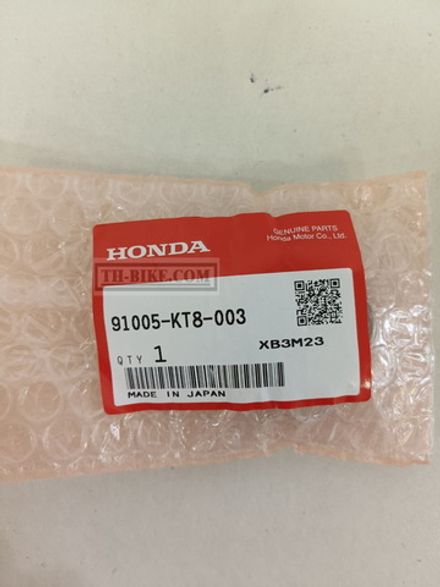 GENUINE PARTS
Honda Motor Co., Ltd.
HONDA
TH-BIKE.COM
91005-KT8-003
QTY 1
XB3M23
MADE IN JAPAN